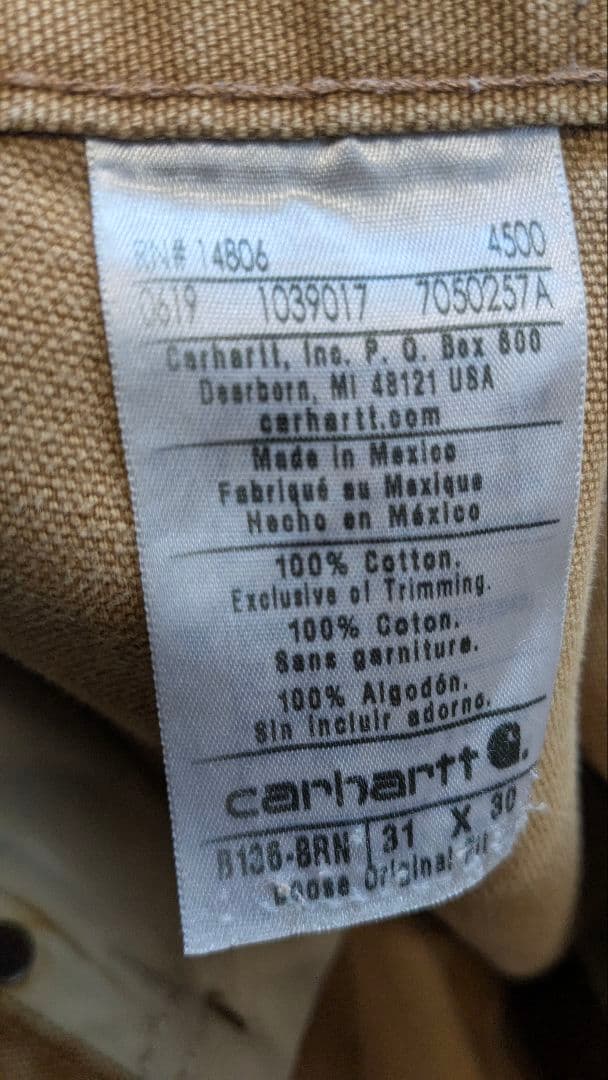 RN# 14806 4500
0619 1039017 7050257A
Carhartt, Inc. P. O. Box 600
Dearborn, MI 48121 USA
carhartt.com
Made in Mexico
Fabriqué au Mexique
Hecho en México
100% Cotton.
Exclusive of Trimming.
100% Coton.
Sans garniture.
100% Algodón.
Sin incluir adorno.
carhartt
B136-BRN 31 X 30
Loose Original Fit